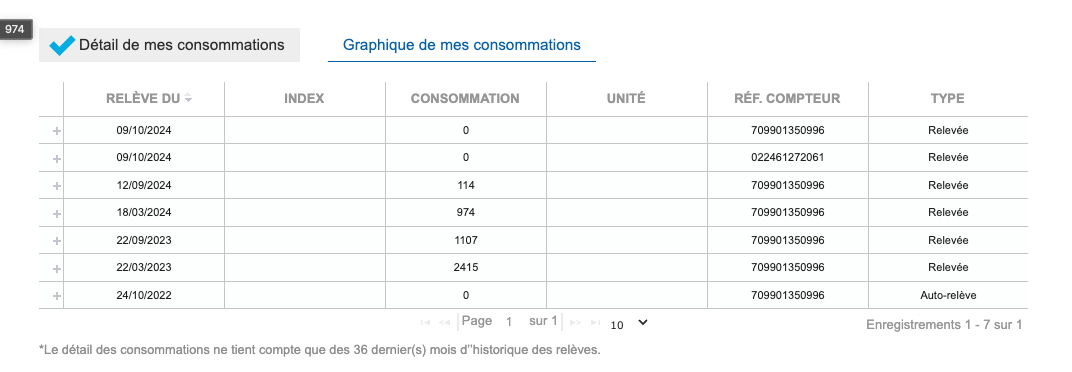 974
Détail de mes consommations Graphique de mes consommations
RELÈVE DU INDEX CONSOMMATION UNITÉ RÉF. COMPTEUR TYPE
+ 09/10/2024 0 709901350996 Relevée
+ 09/10/2024 0 022461272061 Relevée
+ 12/09/2024 114 709901350996 Relevée
+ 18/03/2024 974 709901350996 Relevée
+ 22/09/2023 1107 709901350996 Relevée
+ 22/03/2023 2415 709901350996 Relevée
+ 24/10/2022 0 709901350996 Auto-relève
Page 1 sur 1 10 Enregistrements 1 - 7 sur 1
*Le détail des consommations ne tient compte que des 36 dernier(s) mois d''historique des relèves.